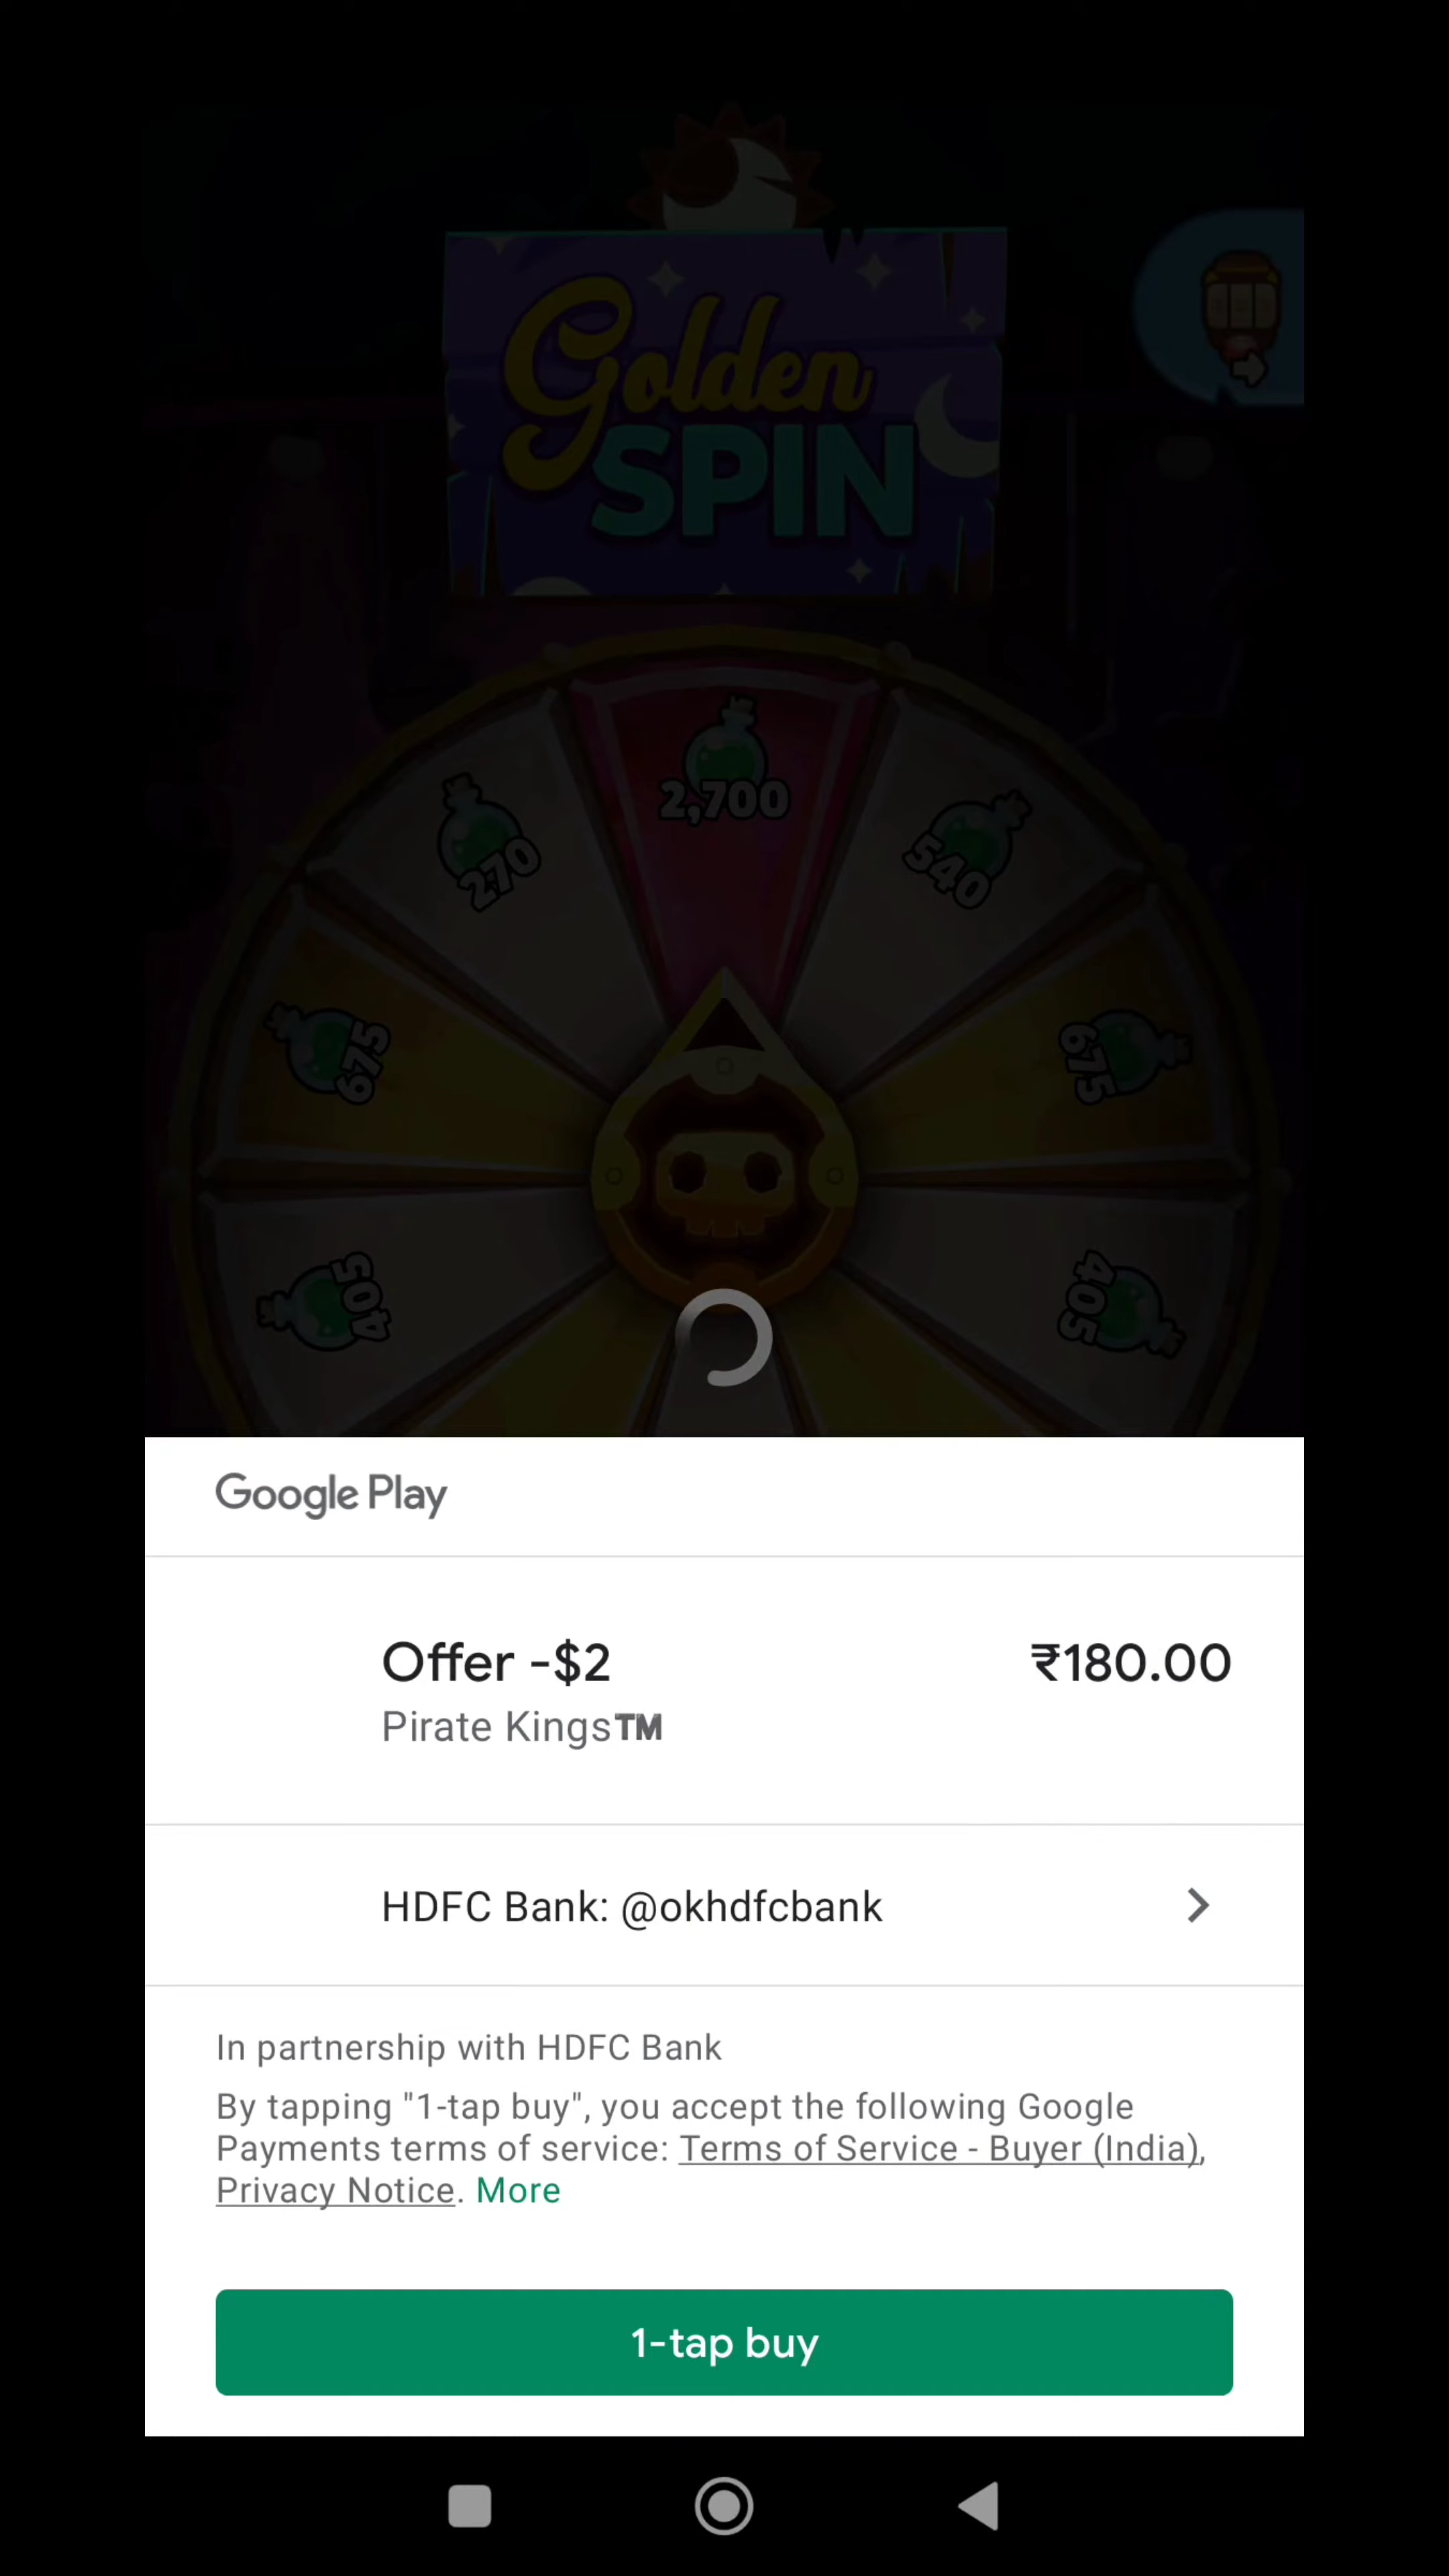 Golden
SPIN
2,700
270
540
675
675
405
405
Google Play
Offer -$2
₹180.00
Pirate Kings™
HDFC Bank: @okhdfcbank
In partnership with HDFC Bank
By tapping "1-tap buy", you accept the following Google
Payments terms of service: Terms of Service - Buyer (India),
Privacy Notice. More
1-tap buy